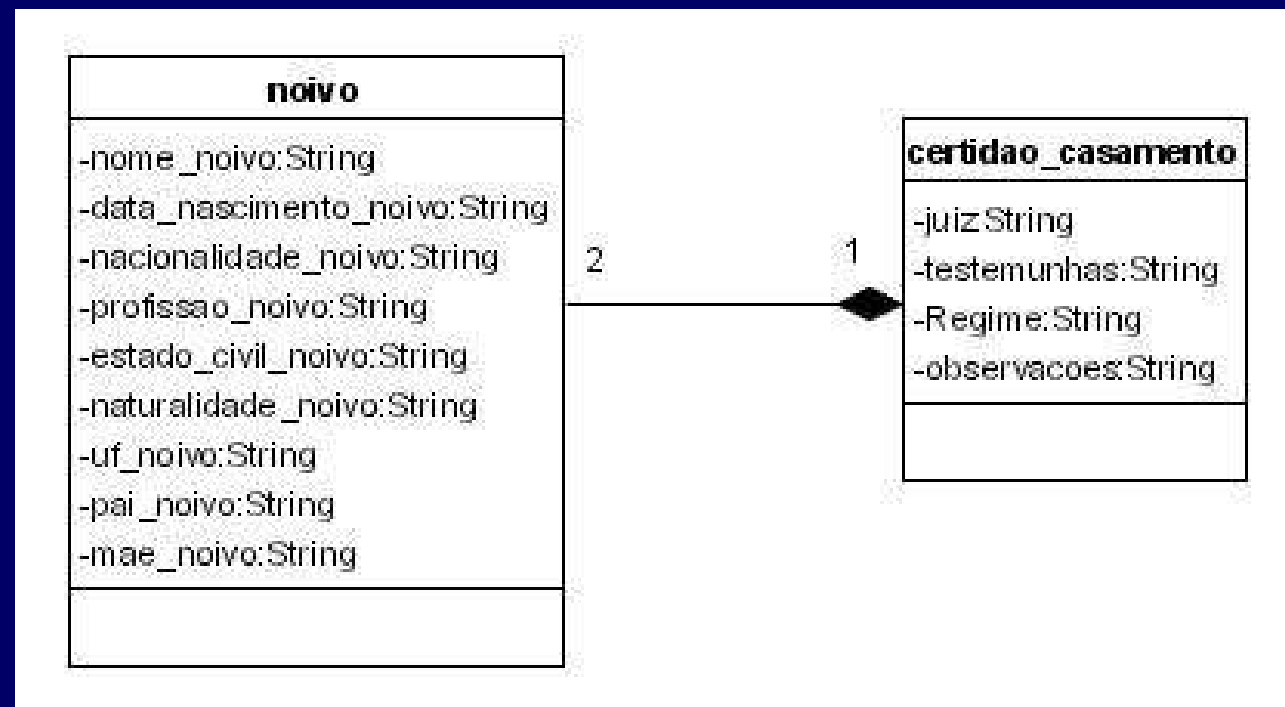 noivo
-nome_noivo:String
-data_nascimento_noivo:String
-nacionalidade_noivo:String
-profissao_noivo:String
-estado_civil_noivo:String
-naturalidade_noivo:String
-uf_noivo:String
-pai_noivo:String
-mae_noivo:String
2
1
certidao_casamento
-juiz:String
-testemunhas:String
-Regime:String
-observacoes:String